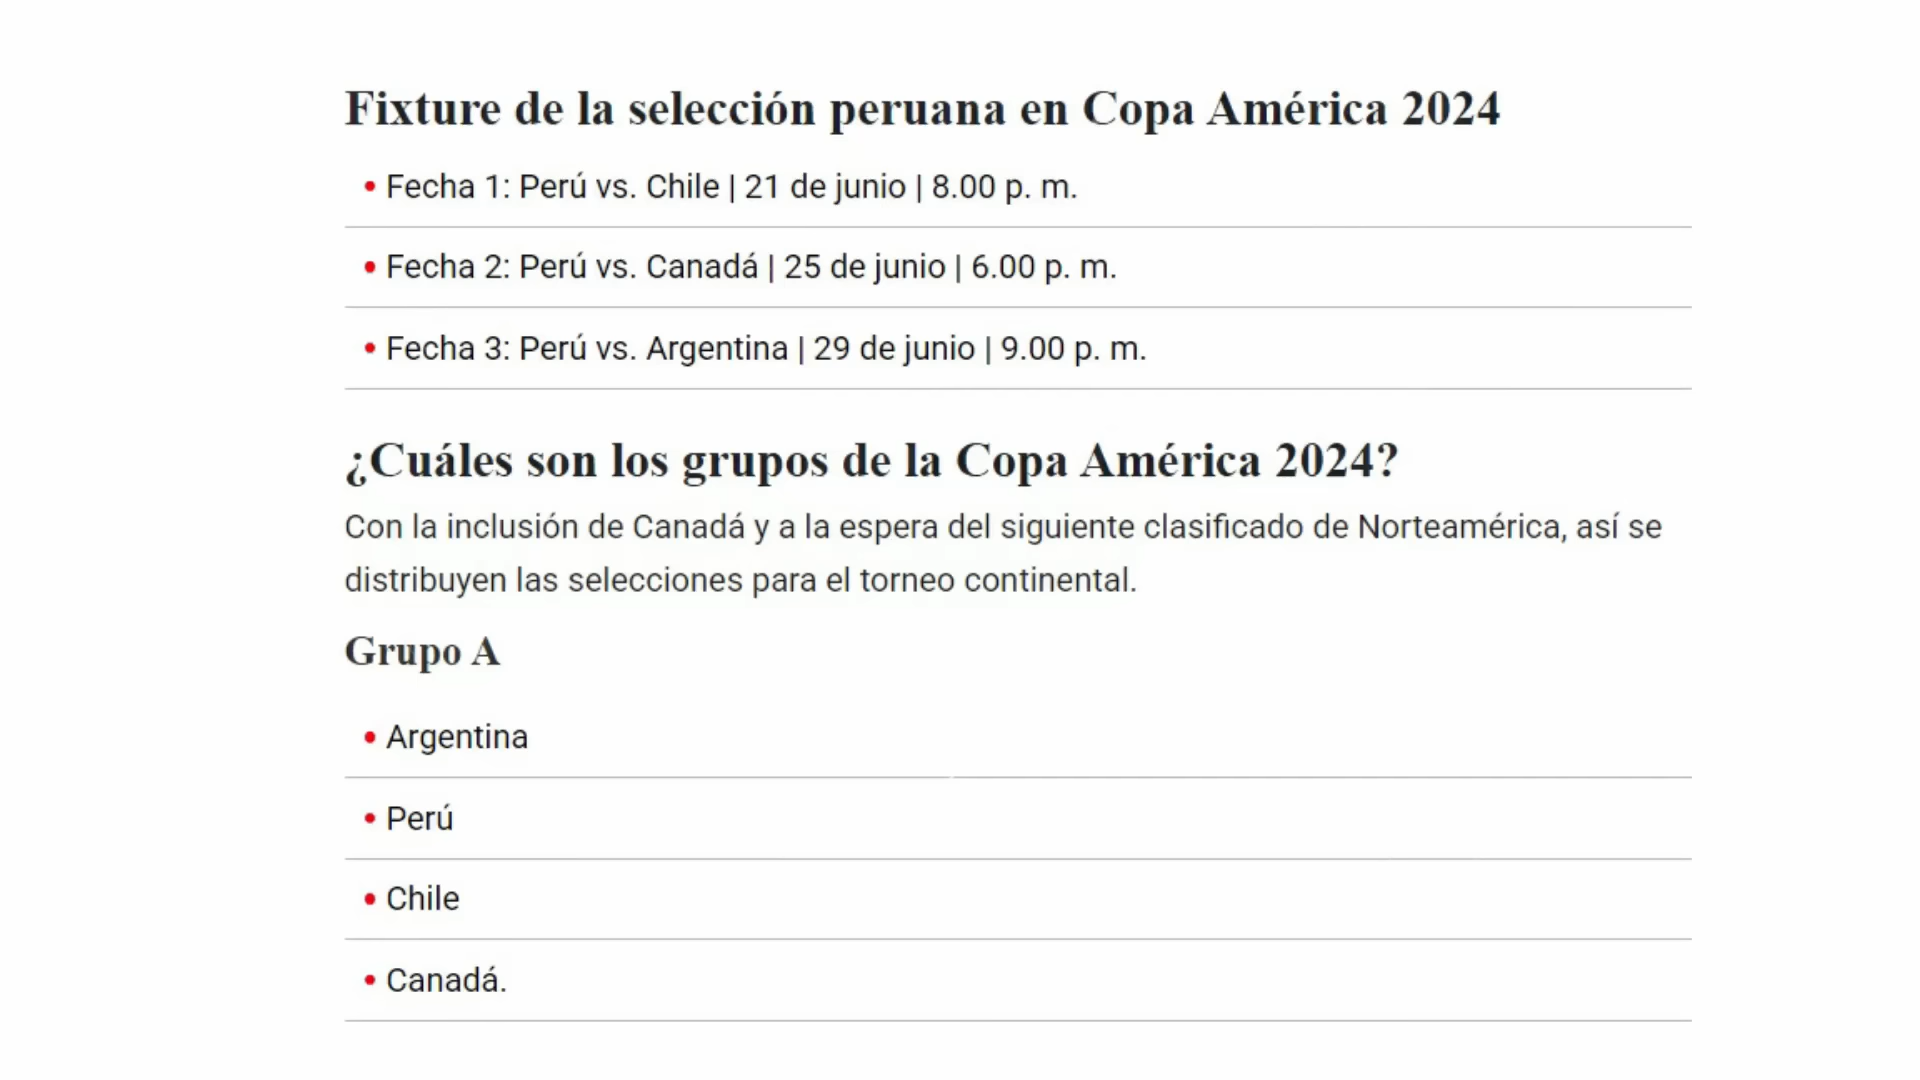 Fixture de la selección peruana en Copa América 2024
• Fecha 1: Perú vs. Chile | 21 de junio | 8.00 p. m.
• Fecha 2: Perú vs. Canadá | 25 de junio | 6.00 p. m.
• Fecha 3: Perú vs. Argentina | 29 de junio | 9.00 p. m.
¿Cuáles son los grupos de la Copa América 2024?
Con la inclusión de Canadá y a la espera del siguiente clasificado de Norteamérica, así se
distribuyen las selecciones para el torneo continental.
Grupo A
• Argentina
• Perú
• Chile
• Canadá.